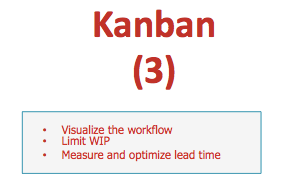 Kanban
(3)
• Visualize the workflow
• Limit WIP
• Measure and optimize lead time